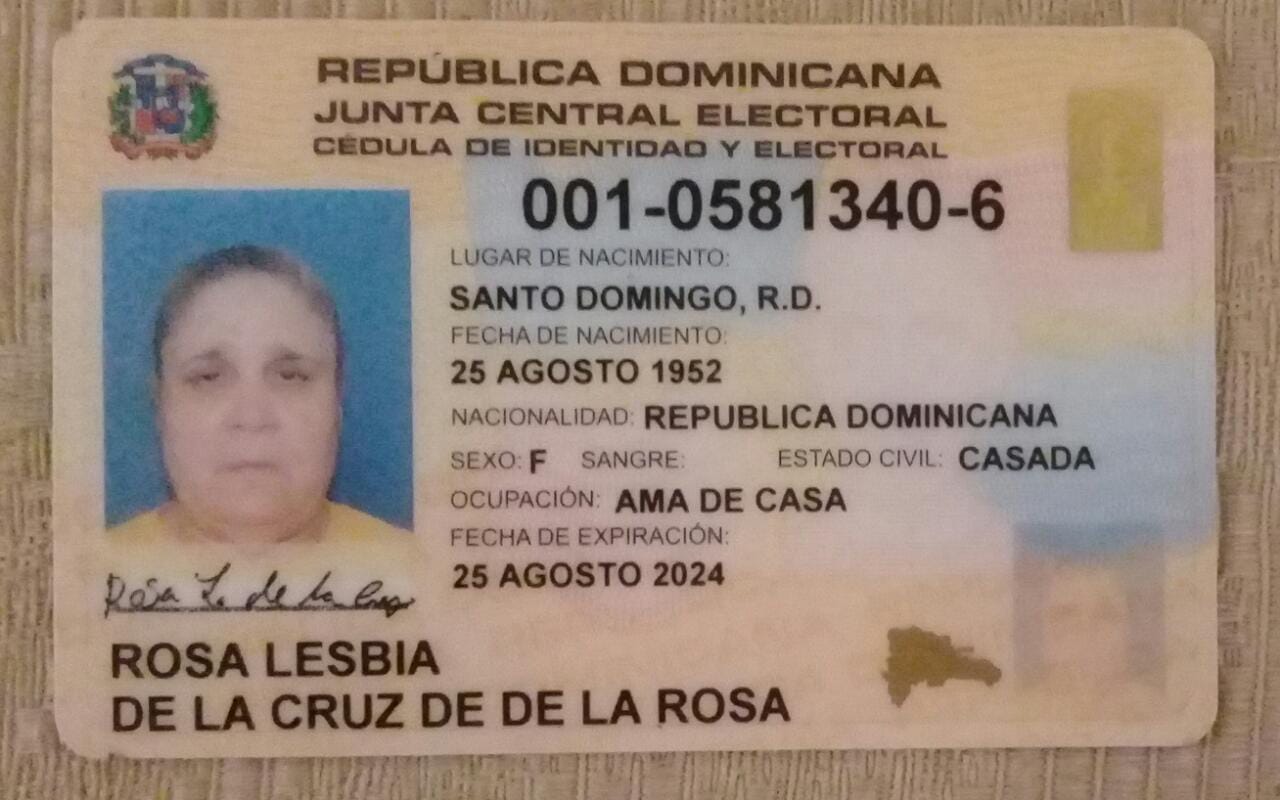 REPÚBLICA DOMINICANA
JUNTA CENTRAL ELECTORAL
CÉDULA DE IDENTIDAD Y ELECTORAL
001-0581340-6
LUGAR DE NACIMIENTO:
SANTO DOMINGO, R.D.
FECHA DE NACIMIENTO:
25 AGOSTO 1952
NACIONALIDAD: REPUBLICA DOMINICANA
SEXO: F SANGRE: ESTADO CIVIL: CASADA
OCUPACIÓN: AMA DE CASA
FECHA DE EXPIRACIÓN:
25 AGOSTO 2024
Rosa L. de la Cruz
ROSA LESBIA
DE LA CRUZ DE DE LA ROSA